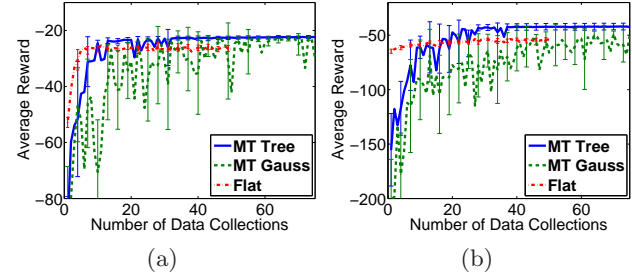 −20
−40
−60
−80
Average Reward
0 20 40 60
Number of Data Collections
MT Tree
MT Gauss
Flat
(a)
−50
−100
−150
−200
Average Reward
0 20 40 60
Number of Data Collections
MT Tree
MT Gauss
Flat
(b)